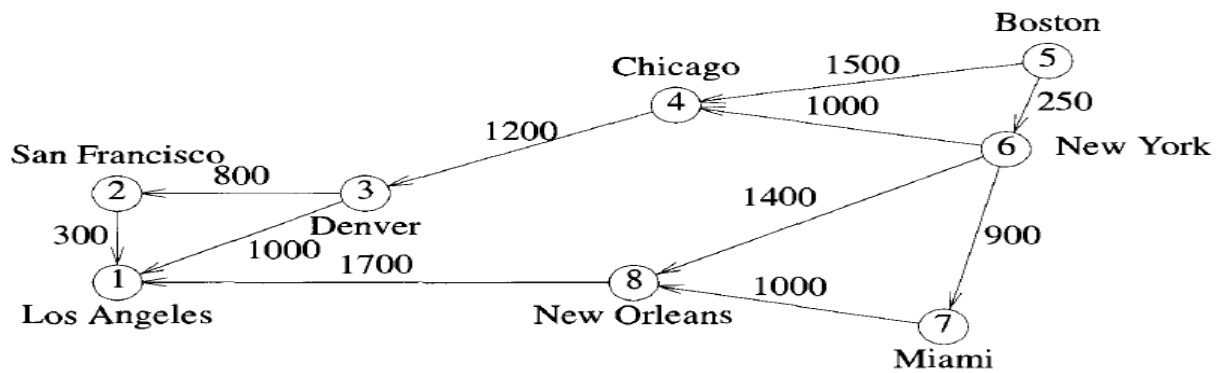 Boston
5
1500
Chicago
4
1000
250
6
New York
1200
San Francisco
2
800
3
Denver
1400
300
1000
900
1
1700
8
1000
7
Los Angeles
New Orleans
Miami